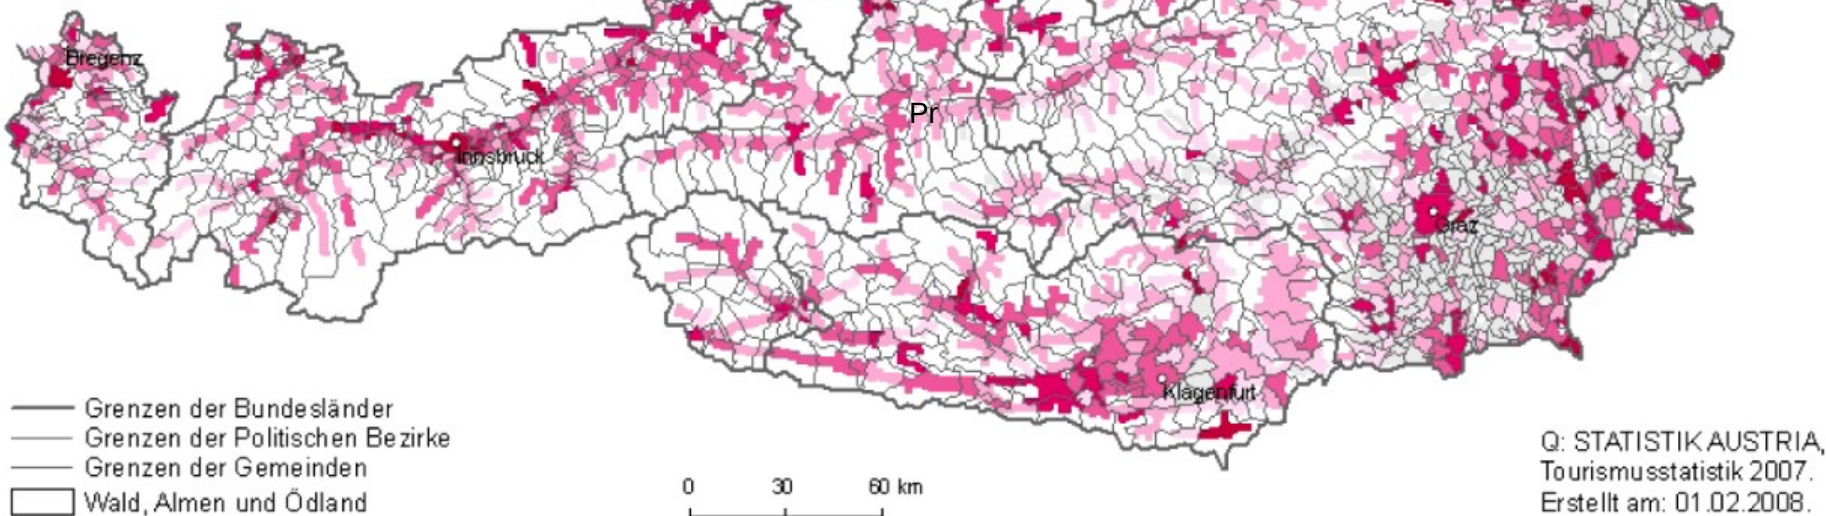 Bregenz
Pr
Innsbruck
Graz
Klagenfurt
Grenzen der Bundesländer
Grenzen der Politischen Bezirke
Grenzen der Gemeinden
Wald, Almen und Ödland
0 30 60 km
Q: STATISTIK AUSTRIA,
Tourismusstatistik 2007.
Erstellt am: 01.02.2008.